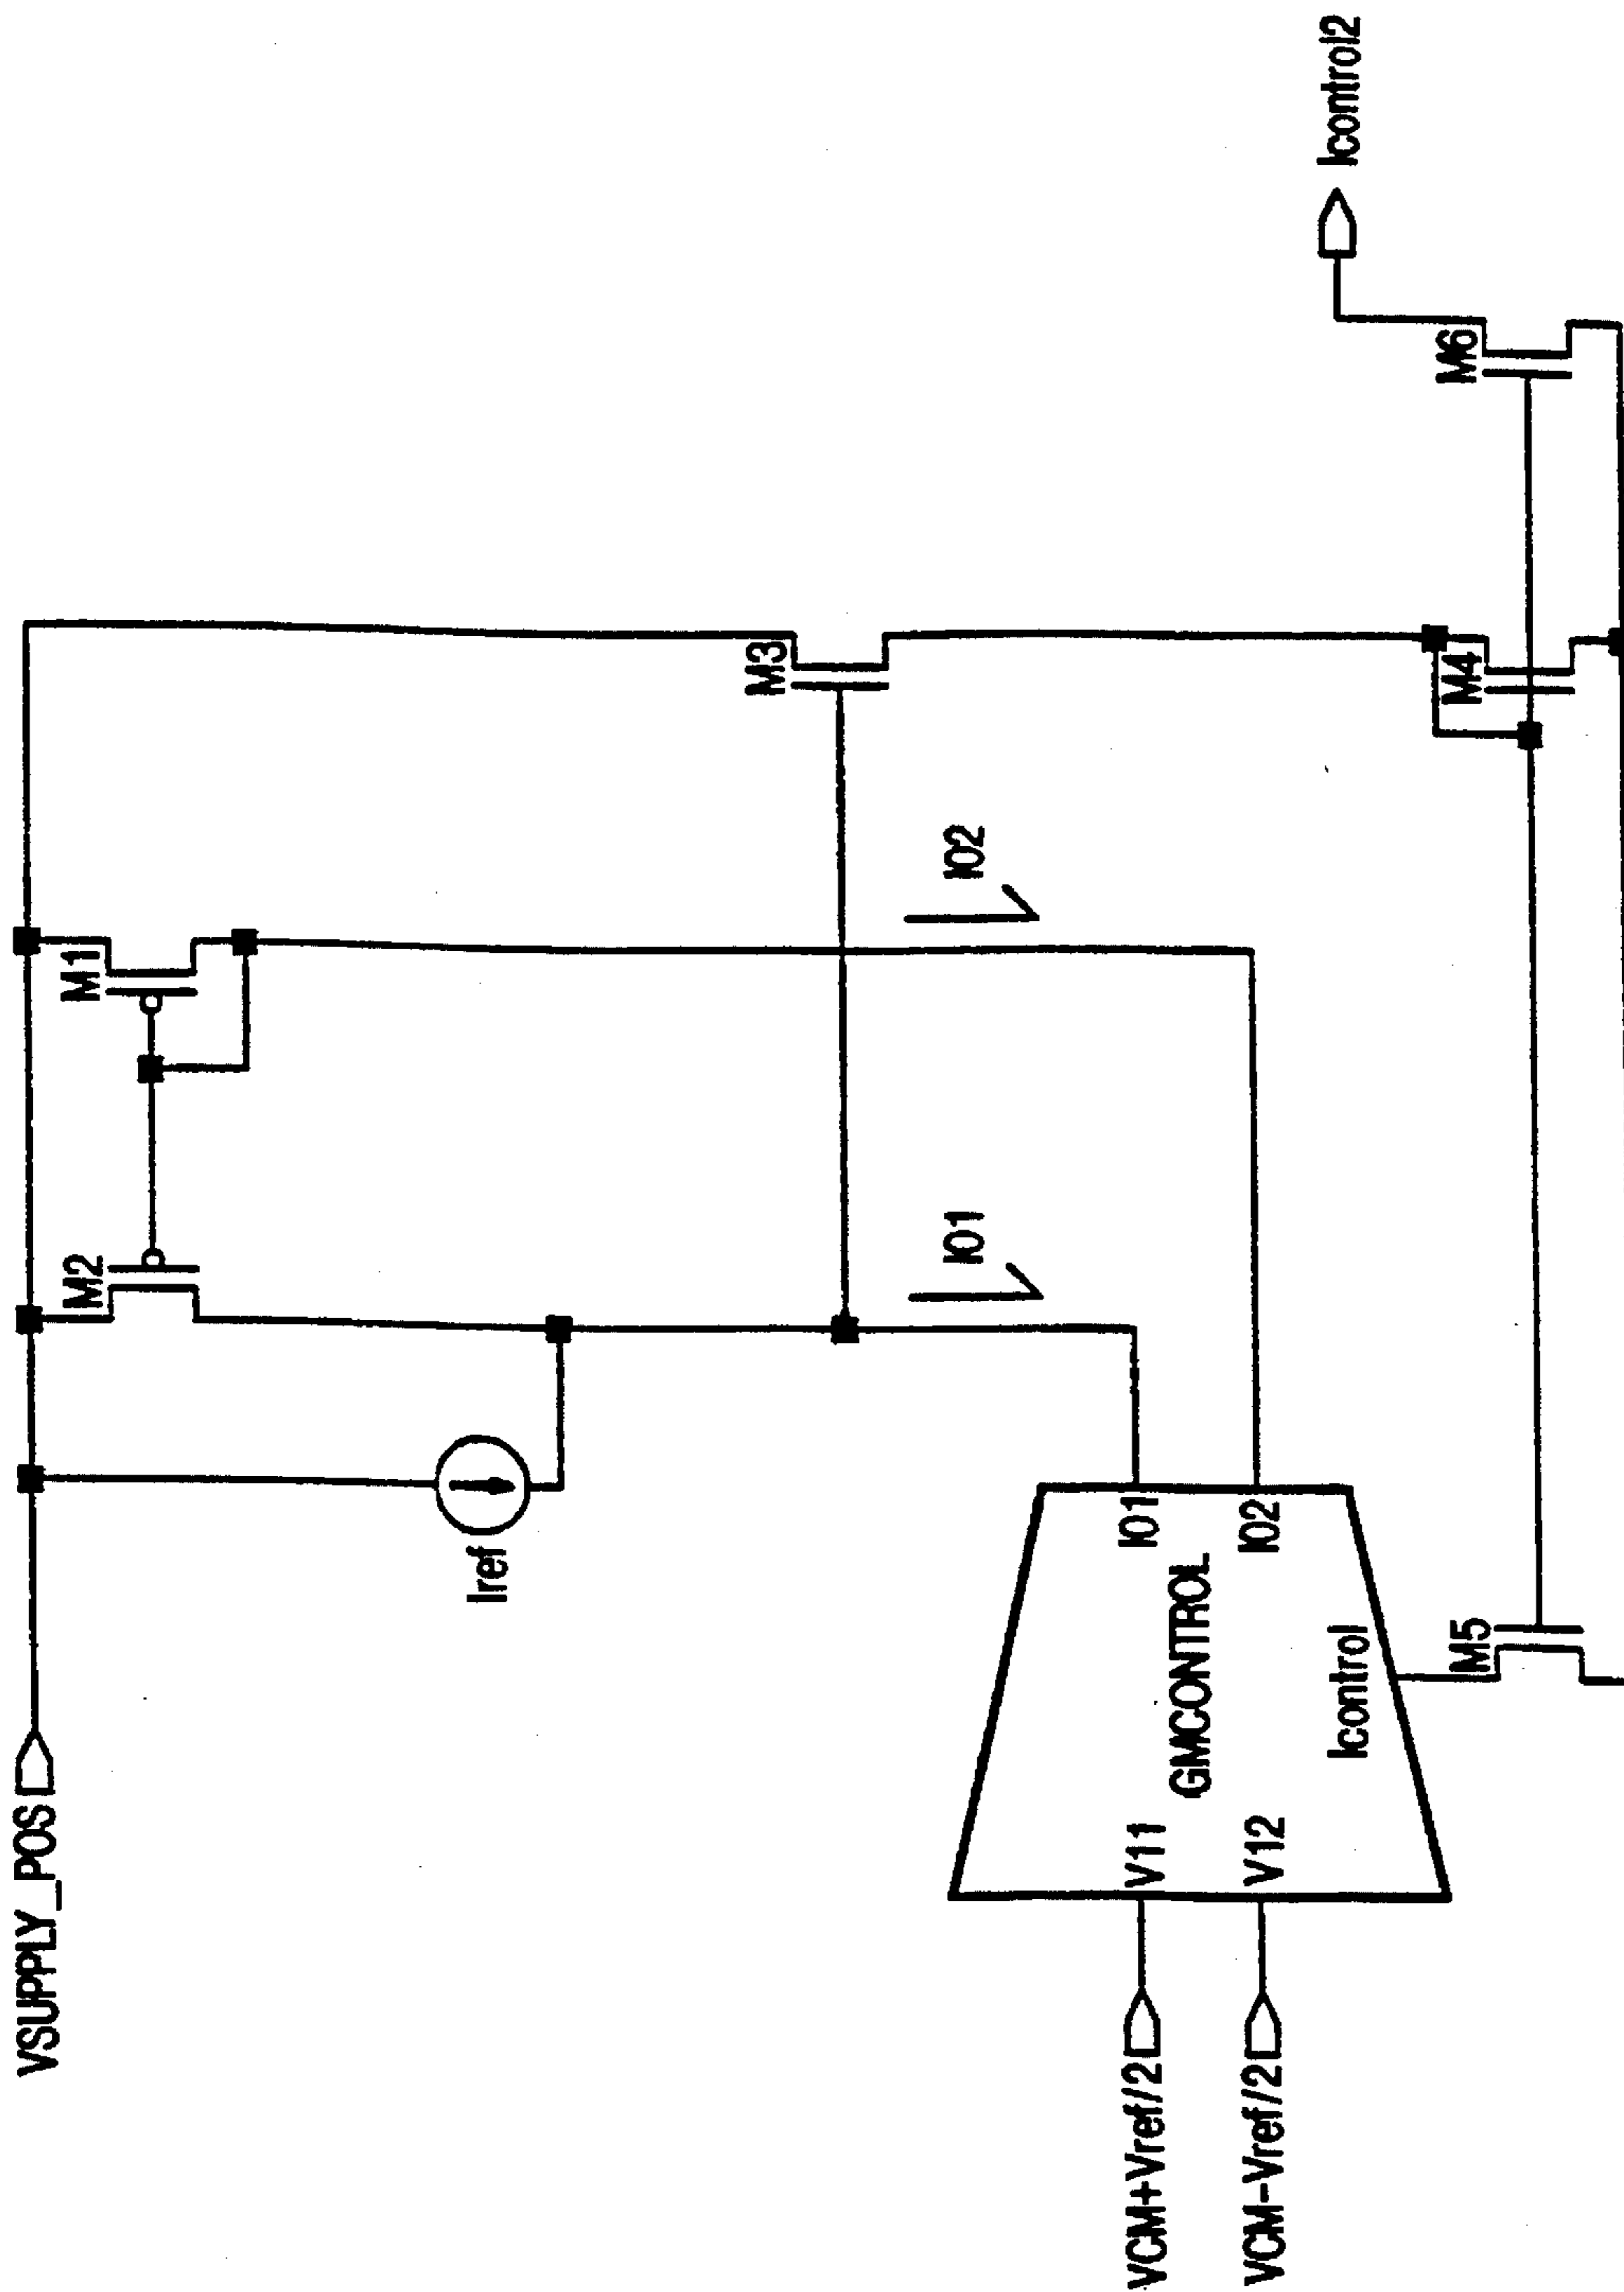 VSUPPLY_POS
M2
M1
Iref
M3
IO1
IO2
VCM+Vref/2
VCM-Vref/2
V11
V12
GMCONTROL
IO1
IO2
Icontrol
M5
M4
M6
Icontrol2